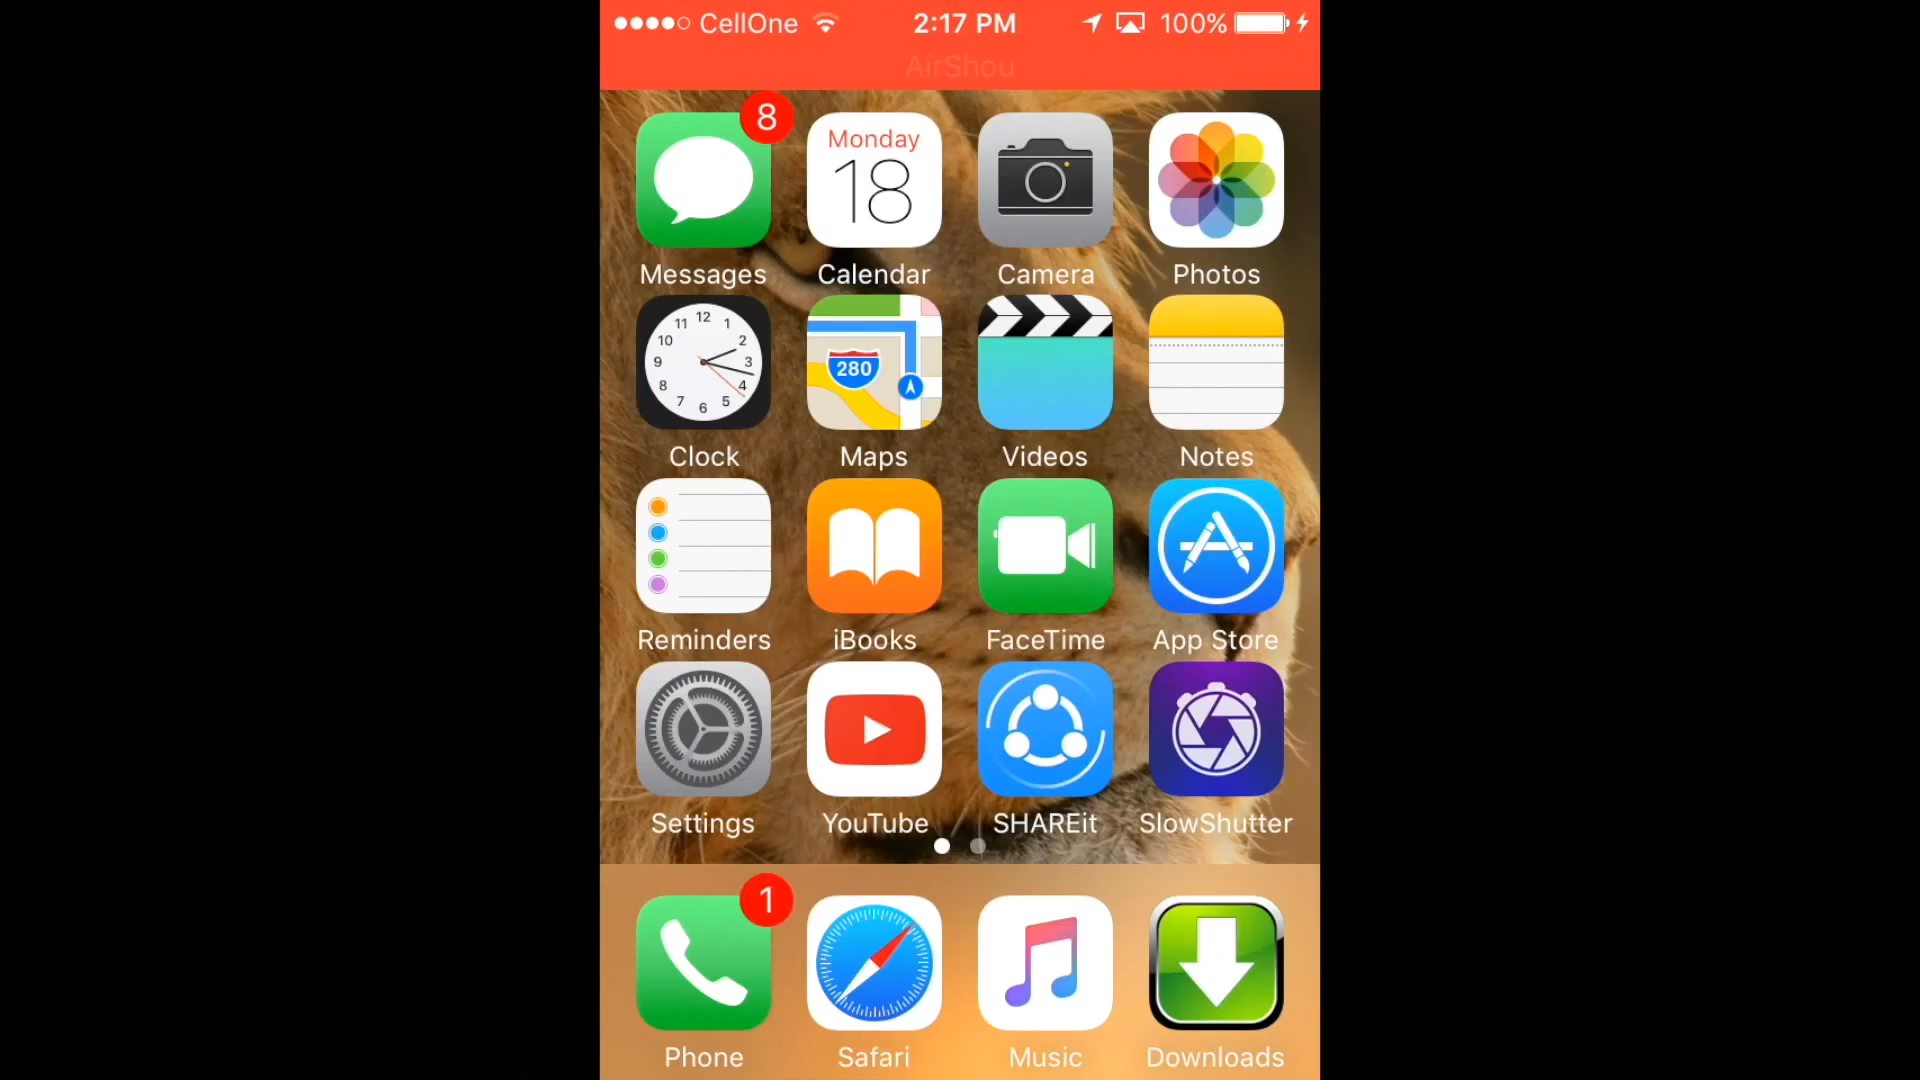 CellOne 2:17 PM 100%
AirShou
8
Monday
18
Messages Calendar Camera Photos
12
11 1
10 2
9 3
8 4
7 5
6
280
Clock Maps Videos Notes
Reminders iBooks FaceTime App Store
Settings YouTube SHAREit SlowShutter
1
Phone Safari Music Downloads